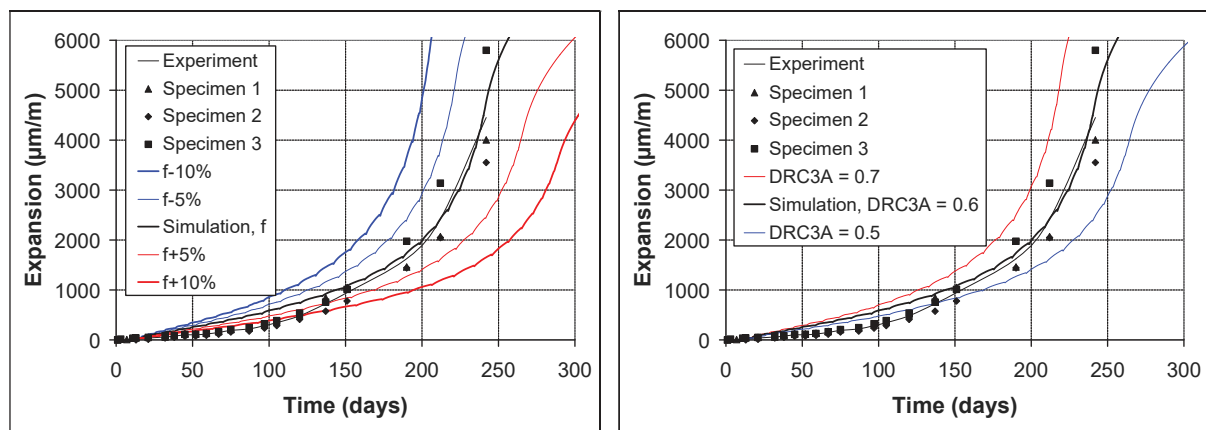 6000
5000
4000
3000
2000
1000
0
Expansion (µm/m)
Experiment
Specimen 1
Specimen 2
Specimen 3
f-10%
f-5%
Simulation, f
f+5%
f+10%
0 50 100 150 200 250 300
Time (days)
6000
5000
4000
3000
2000
1000
0
Expansion (µm/m)
Experiment
Specimen 1
Specimen 2
Specimen 3
DRC3A = 0.7
Simulation, DRC3A = 0.6
DRC3A = 0.5
0 50 100 150 200 250 300
Time (days)